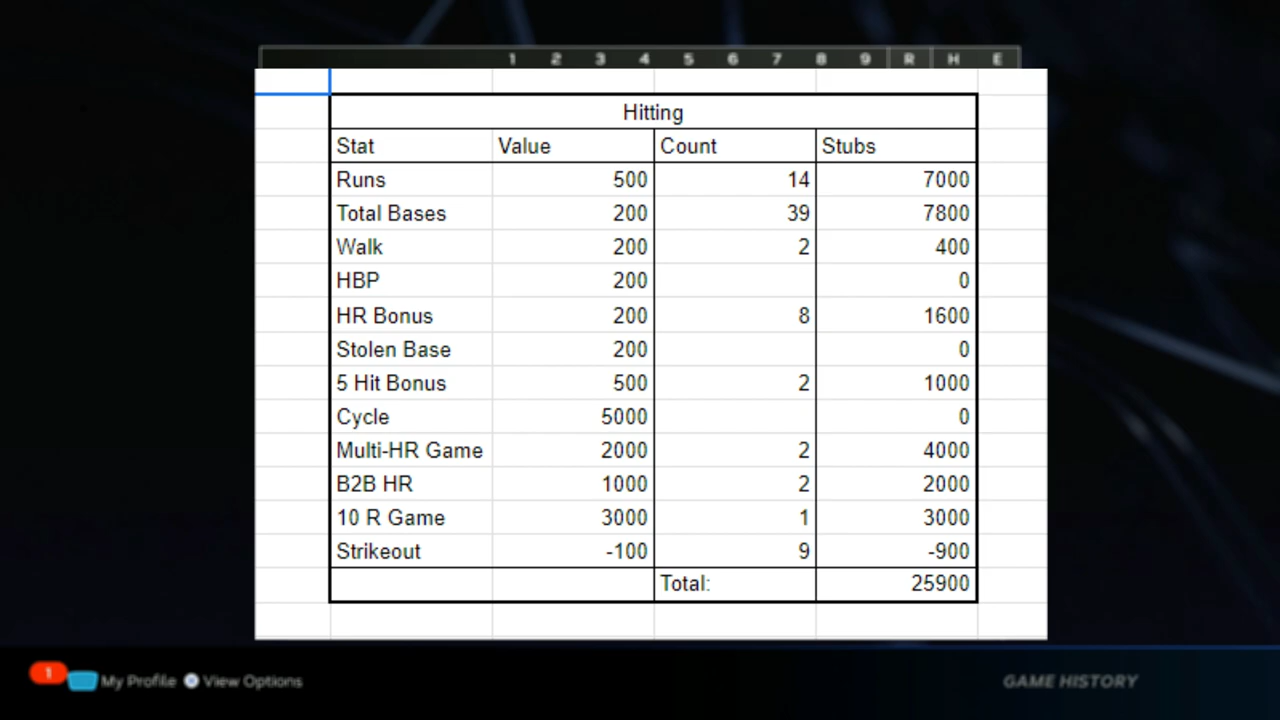 1 2 3 4 5 6 7 8 9 R H E
Hitting
Stat Value Count Stubs
Runs 500 14 7000
Total Bases 200 39 7800
Walk 200 2 400
HBP 200 0
HR Bonus 200 8 1600
Stolen Base 200 0
5 Hit Bonus 500 2 1000
Cycle 5000 0
Multi-HR Game 2000 2 4000
B2B HR 1000 2 2000
10 R Game 3000 1 3000
Strikeout -100 9 -900
Total: 25900
1 My Profile View Options GAME HISTORY